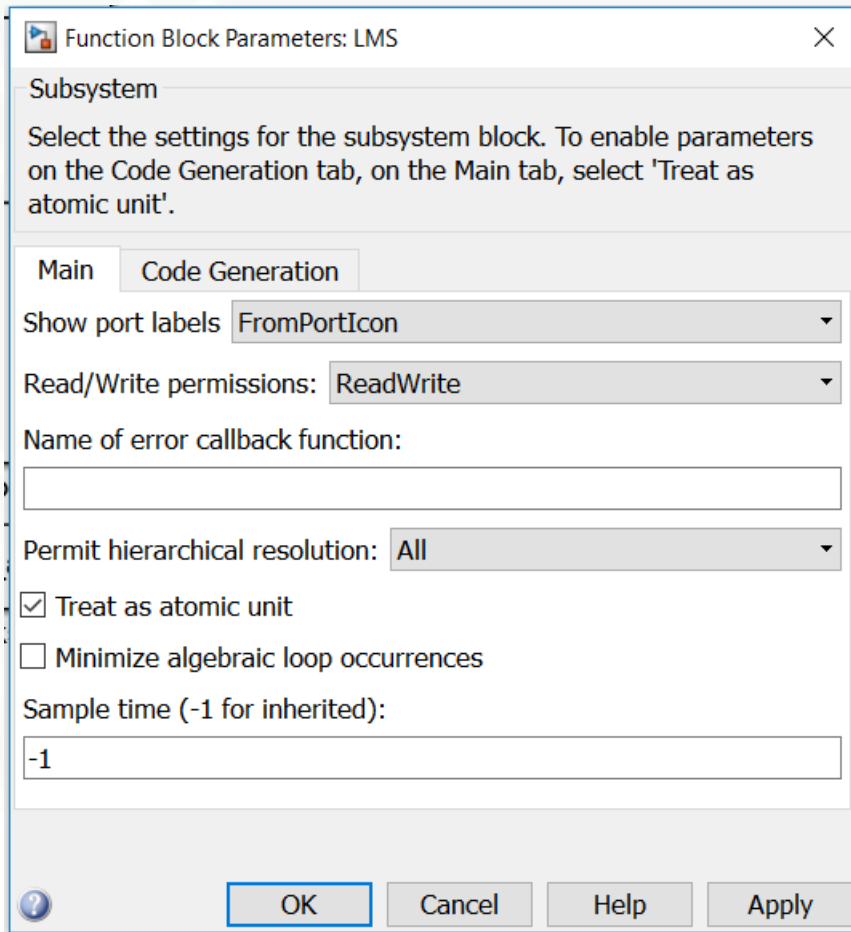 Function Block Parameters: LMS
Subsystem
Select the settings for the subsystem block. To enable parameters
on the Code Generation tab, on the Main tab, select 'Treat as
atomic unit'.
Main Code Generation
Show port labels FromPortIcon
Read/Write permissions: ReadWrite
Name of error callback function:
Permit hierarchical resolution: All
Treat as atomic unit
Minimize algebraic loop occurrences
Sample time (-1 for inherited):
-1
OK Cancel Help Apply